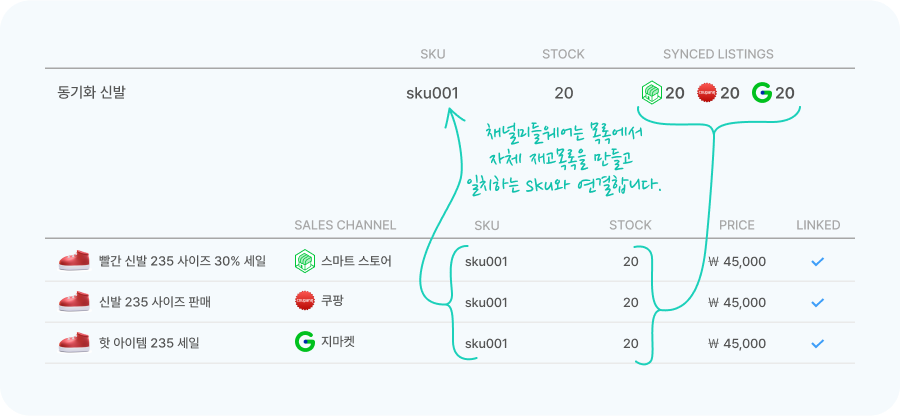 SKU STOCK SYNCED LISTINGS
동기화 신발 sku001 20 20 coupang 20 20
채널미들웨어는 목록에서
자체 재고목록을 만들고
일치하는 sku와 연결합니다.
SALES CHANNEL SKU STOCK PRICE LINKED
빨간 신발 235 사이즈 30% 세일 스마트 스토어 sku001 20 ₩ 45,000
신발 235 사이즈 판매 coupang 쿠팡 sku001 20 ₩ 45,000
핫 아이템 235 세일 지마켓 sku001 20 ₩ 45,000